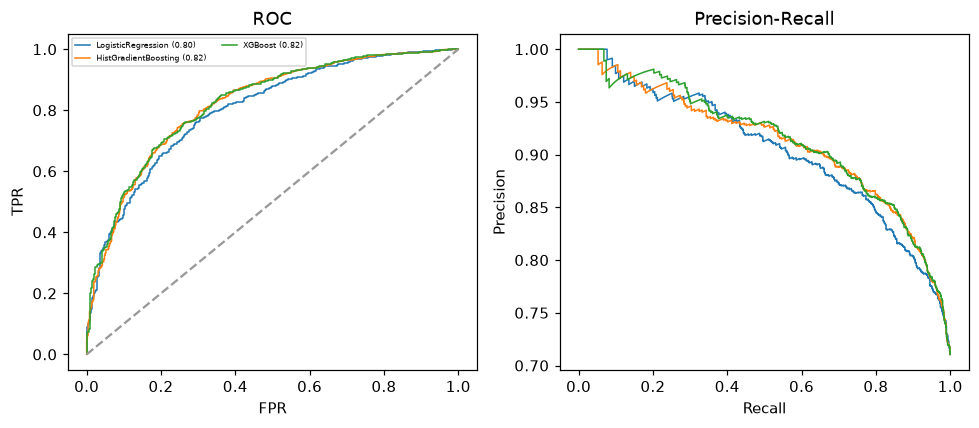 ROC
LogisticRegression (0.80)
HistGradientBoosting (0.82)
XGBoost (0.82)
1.0
0.8
0.6
0.4
0.2
0.0
TPR
0.0 0.2 0.4 0.6 0.8 1.0
FPR
Precision-Recall
1.00
0.95
0.90
0.85
0.80
0.75
0.70
Precision
0.0 0.2 0.4 0.6 0.8 1.0
Recall